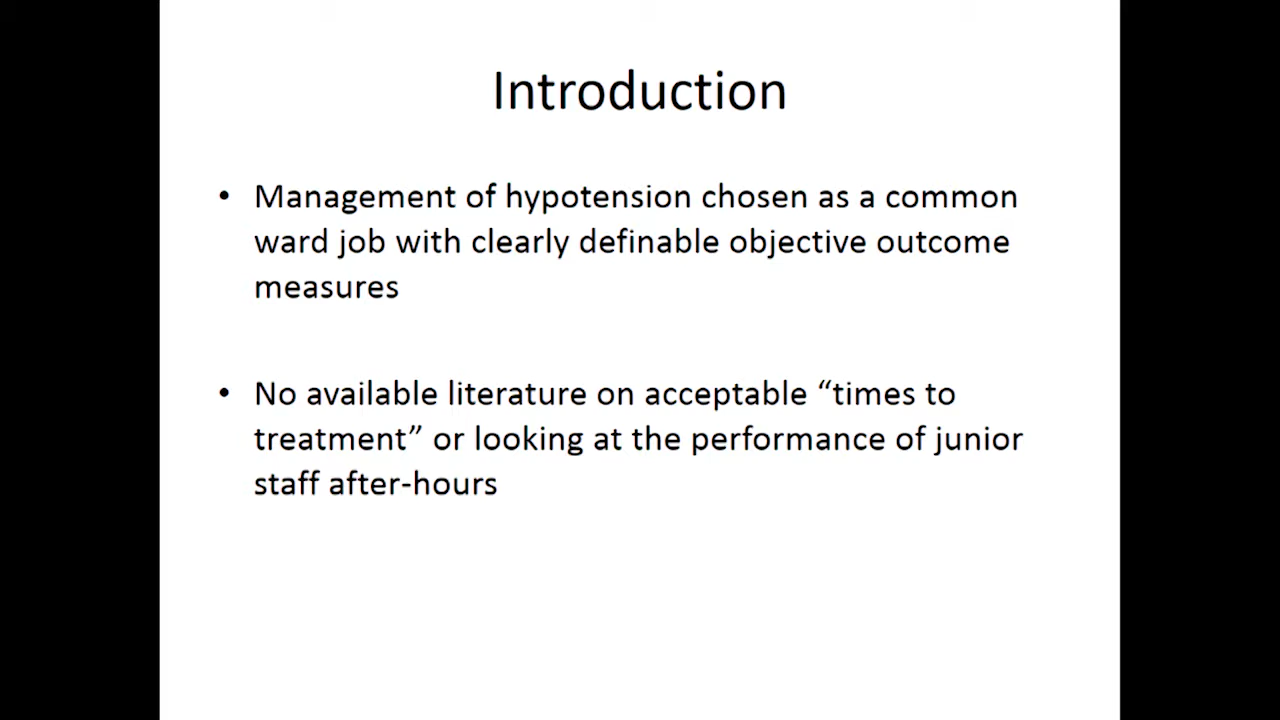 Introduction
• Management of hypotension chosen as a common
ward job with clearly definable objective outcome
measures
• No available literature on acceptable “times to
treatment” or looking at the performance of junior
staff after-hours